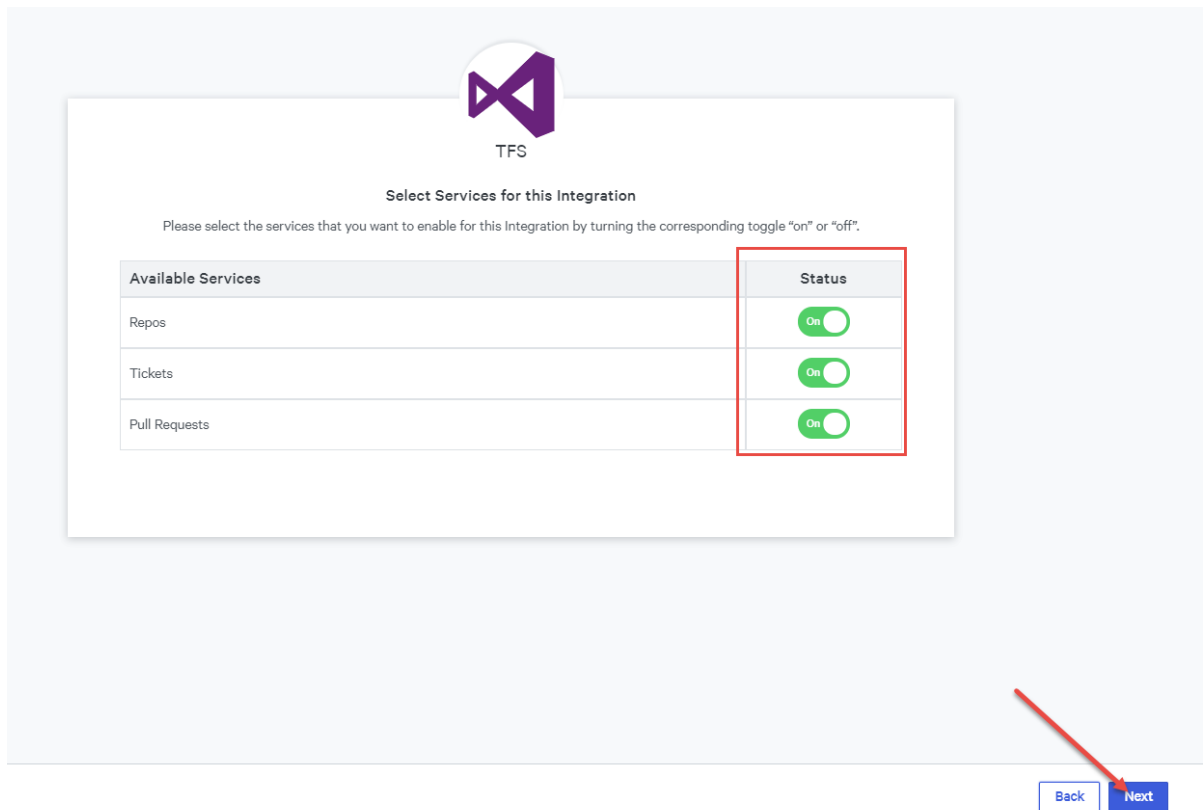 TFS
Select Services for this Integration
Please select the services that you want to enable for this Integration by turning the corresponding toggle “on” or “off”.
Available Services Status
Repos On
Tickets On
Pull Requests On
Back Next